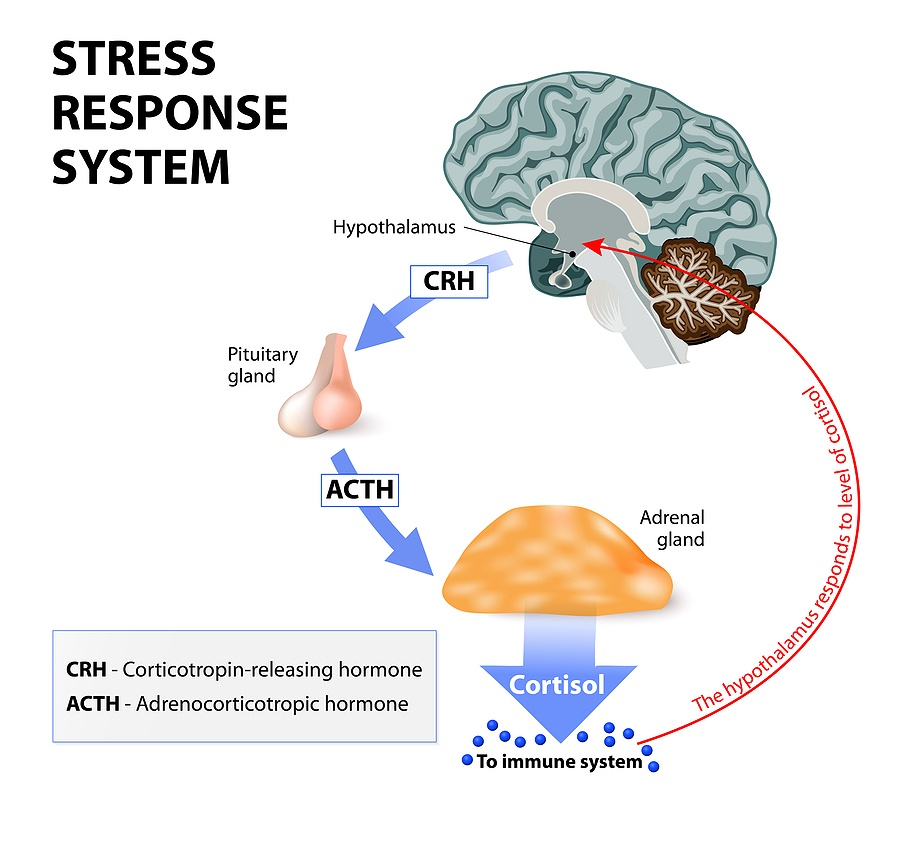 STRESS
RESPONSE
SYSTEM
Hypothalamus
CRH
Pituitary
gland
ACTH
Adrenal
gland
Cortisol
To immune system
The hypothalamus responds to level of cortisol
CRH - Corticotropin-releasing hormone
ACTH - Adrenocorticotropic hormone